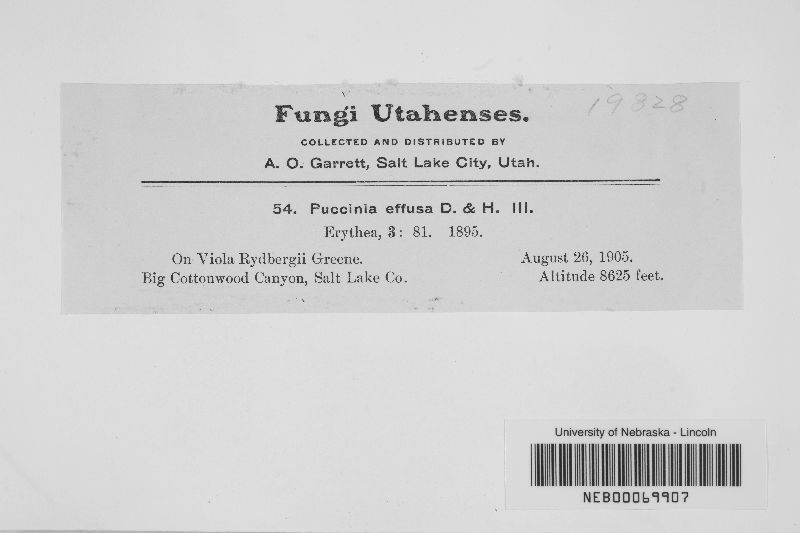 Fungi Utahenses.
19828
COLLECTED AND DISTRIBUTED BY
A. O. Garrett, Salt Lake City, Utah.
54. Puccinia effusa D. & H. III.
Erythea, 3: 81. 1895.
On Viola Rydbergii Greene. August 26, 1905.
Big Cottonwood Canyon, Salt Lake Co. Altitude 8625 feet.
University of Nebraska - Lincoln
NEB00069907